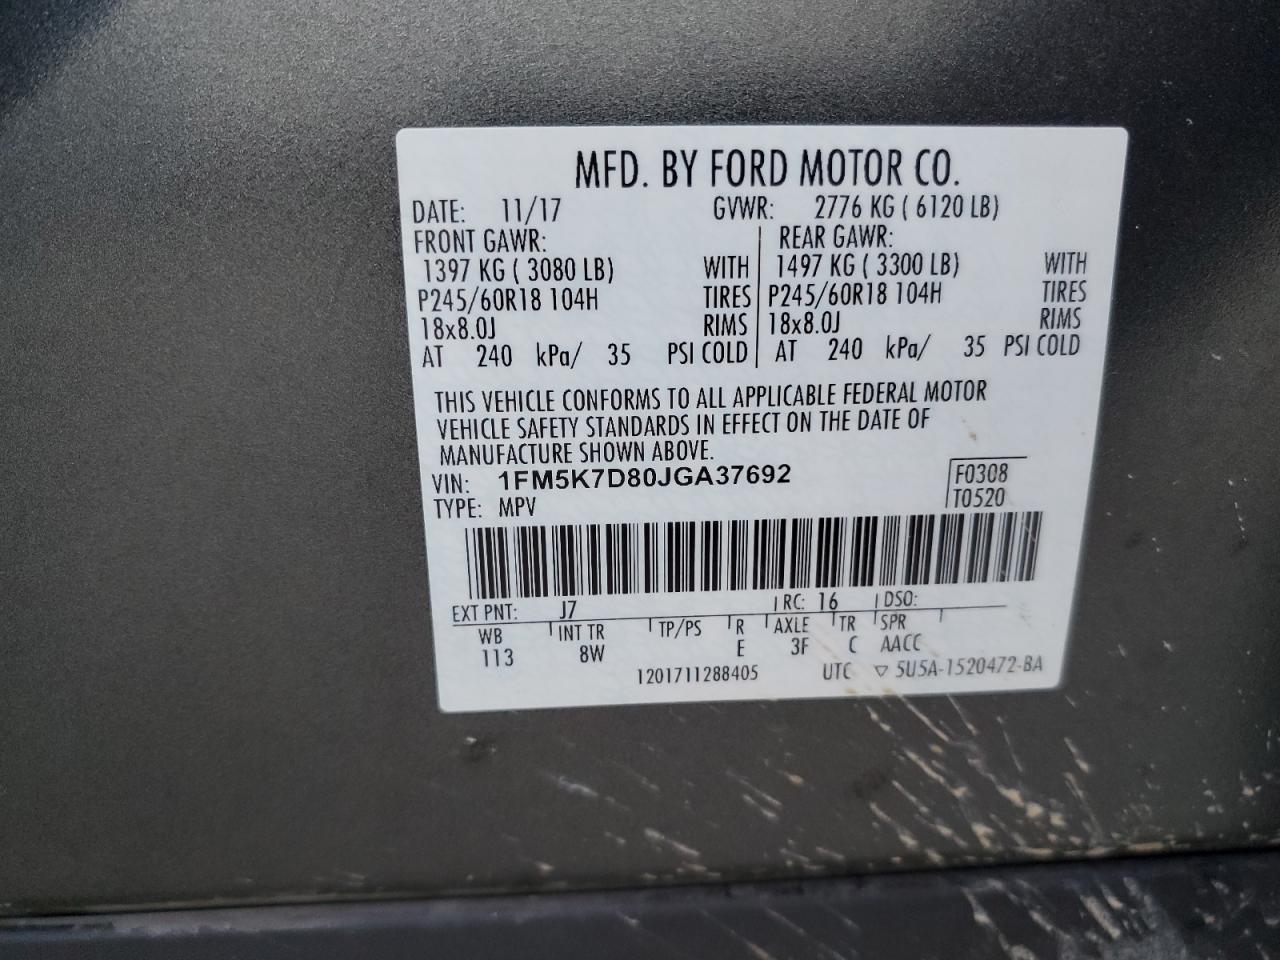 MFD. BY FORD MOTOR CO.
DATE: 11/17 GVWR: 2776 KG ( 6120 LB)
FRONT GAWR: REAR GAWR:
1397 KG ( 3080 LB) WITH 1497 KG ( 3300 LB) WITH
P245/60R18 104H TIRES P245/60R18 104H TIRES
18x8.0J RIMS 18x8.0J RIMS
AT 240 kPa/ 35 PSI COLD AT 240 kPa/ 35 PSI COLD
THIS VEHICLE CONFORMS TO ALL APPLICABLE FEDERAL MOTOR
VEHICLE SAFETY STANDARDS IN EFFECT ON THE DATE OF
MANUFACTURE SHOWN ABOVE.
VIN: 1FM5K7D80JGA37692 F0308
TYPE: MPV T0520
EXT PNT: J7 RC: 16 DSO:
WB INT TR TP/PS R AXLE TR SPR
113 8W E 3F C AACC
1201711288405 UTC ▽ 5U5A-1520472-BA